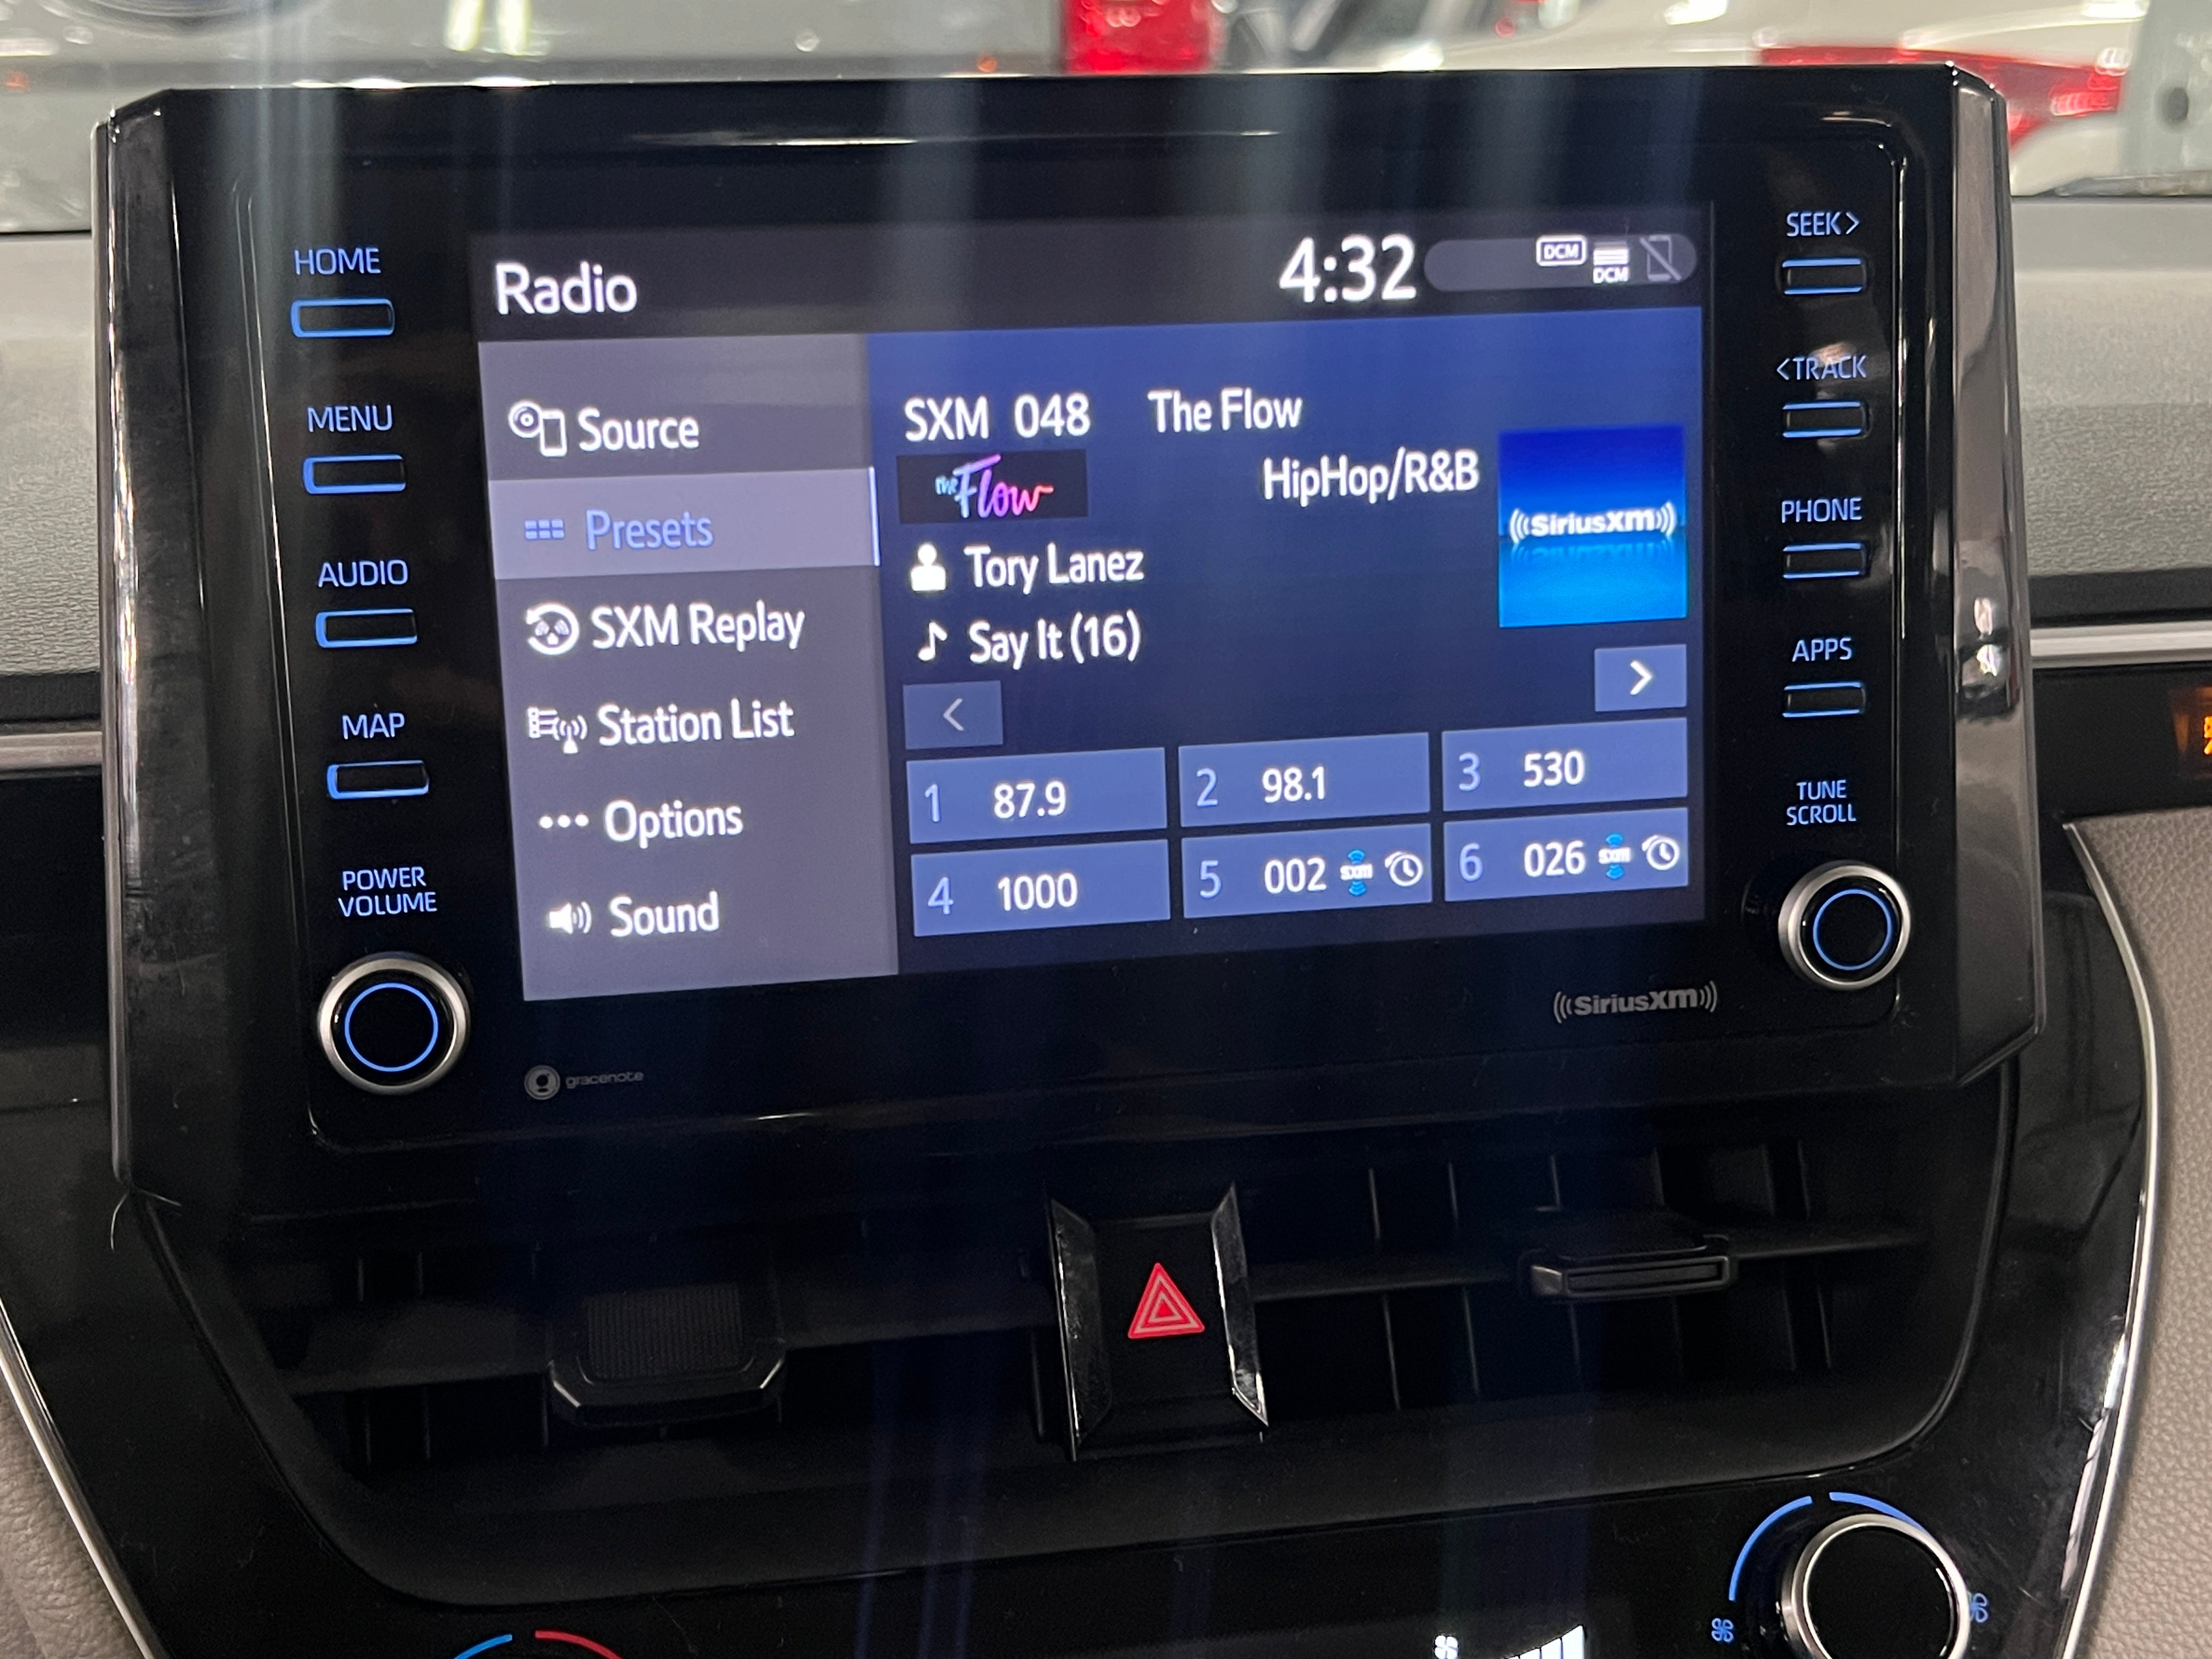 HOME
MENU
AUDIO
MAP
POWER
VOLUME
Radio
4:32
DCM
DCM
Source
Presets
SXM Replay
Station List
Options
Sound
SXM 048 The Flow
the Flow
HipHop/R&B
((SiriusXM))
Tory Lanez
Say It (16)
<
>
1 87.9
2 98.1
3 530
4 1000
5 002 sxm
6 026 sxm
SEEK>
<TRACK
PHONE
APPS
TUNE
SCROLL
gracenote
((SiriusXM))